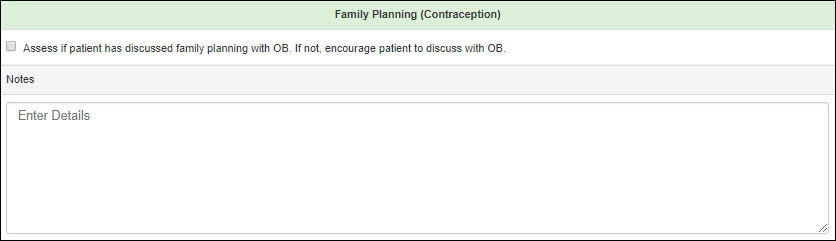 Family Planning (Contraception)
Assess if patient has discussed family planning with OB. If not, encourage patient to discuss with OB.
Notes
Enter Details